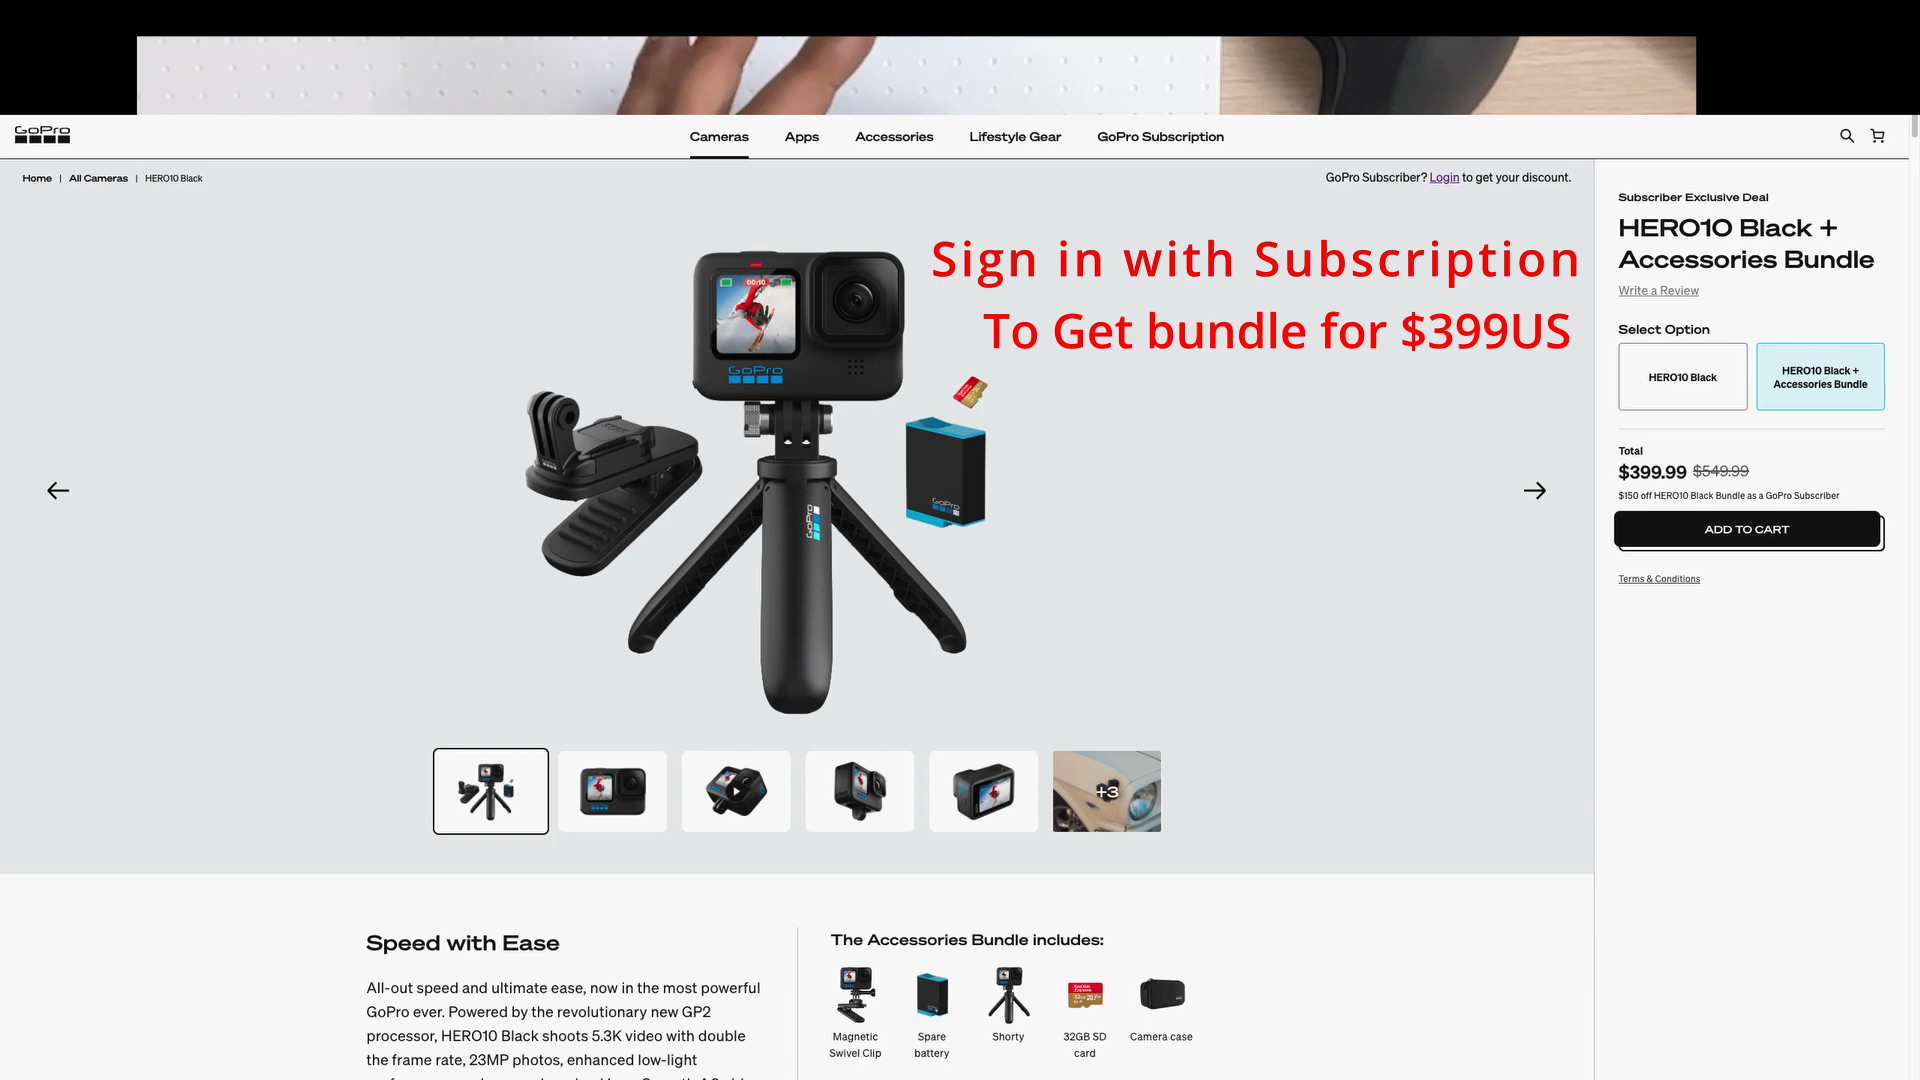 GoPro
Cameras
Apps
Accessories
Lifestyle Gear
GoPro Subscription
Home | All Cameras | HERO10 Black
GoPro Subscriber? Login to get your discount.
Sign in with Subscription
To Get bundle for $399US
00:10
GoPro
GoPro
GoPro
Subscriber Exclusive Deal
HERO10 Black +
Accessories Bundle
Write a Review
Select Option
HERO10 Black
HERO10 Black +
Accessories Bundle
Total
$399.99 $549.99
$150 off HERO10 Black Bundle as a GoPro Subscriber
ADD TO CART
Terms & Conditions
+3
Speed with Ease
All-out speed and ultimate ease, now in the most powerful
GoPro ever. Powered by the revolutionary new GP2
processor, HERO10 Black shoots 5.3K video with double
the frame rate, 23MP photos, enhanced low-light
The Accessories Bundle includes:
Magnetic
Swivel Clip
Spare
battery
Shorty
32GB SD
card
Camera case